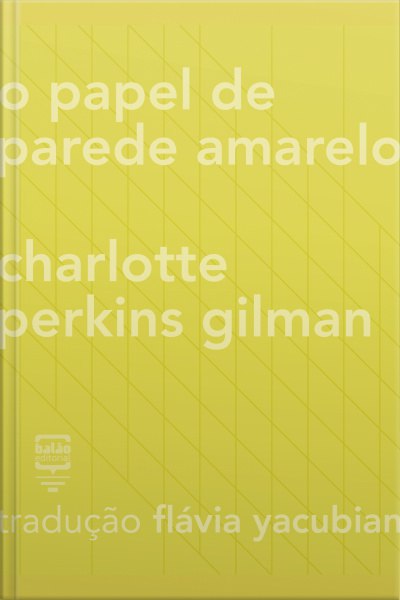 o papel de
parede amarelo
charlotte
perkins gilman
balão
editorial
tradução flávia yacubian